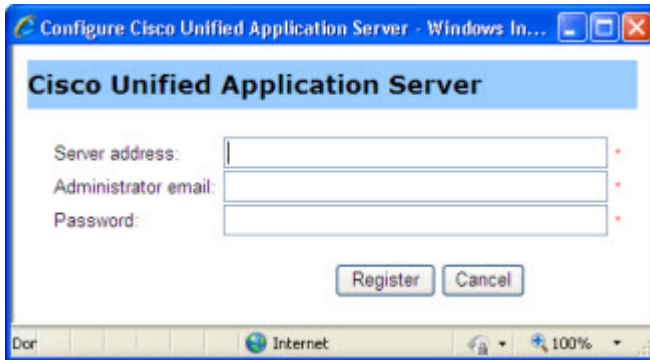 Configure Cisco Unified Application Server - Windows In...
Cisco Unified Application Server
Server address: *
Administrator email: *
Password: *
Register Cancel
Dor Internet 100%